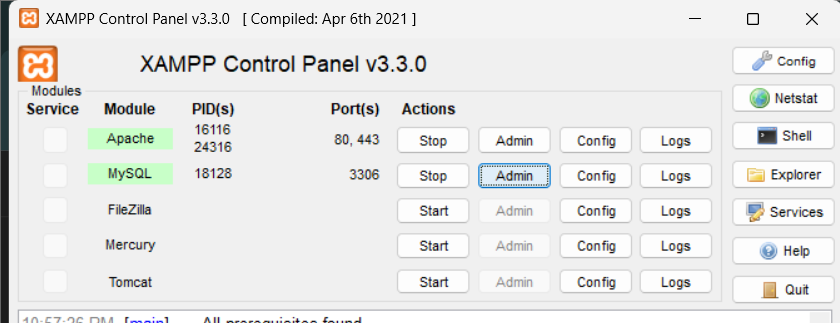 XAMPP Control Panel v3.3.0 [ Compiled: Apr 6th 2021 ]
XAMPP Control Panel v3.3.0
Config
Modules
Service Module PID(s) Port(s) Actions
Netstat
Apache 16116 24316 80, 443 Stop Admin Config Logs
Shell
MySQL 18128 3306 Stop Admin Config Logs
Explorer
FileZilla Start Admin Config Logs
Services
Mercury Start Admin Config Logs
Help
Tomcat Start Admin Config Logs
Quit
10:57:26 PM [main] All prerequisites found